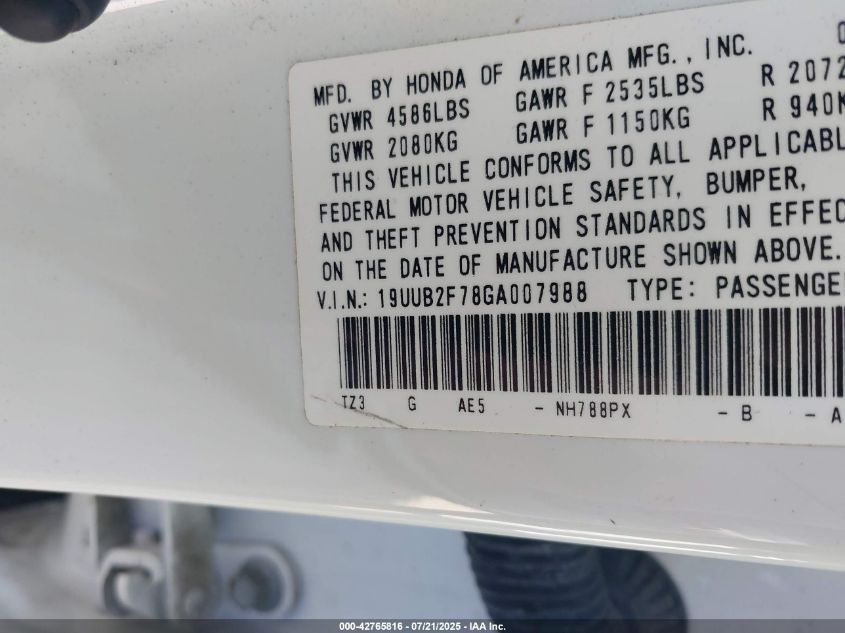 MFD. BY HONDA OF AMERICA MFG., INC. 0
GVWR 4586LBS GAWR F 2535LBS R 2072
GVWR 2080KG GAWR F 1150KG R 940K
THIS VEHICLE CONFORMS TO ALL APPLICABL
FEDERAL MOTOR VEHICLE SAFETY, BUMPER,
AND THEFT PREVENTION STANDARDS IN EFFEC
ON THE DATE OF MANUFACTURE SHOWN ABOVE.
V.I.N.: 19UUB2F78GA007988 TYPE: PASSENGE
TZ3 G AE5 - NH788PX - B - A
000-42765816 - 07/21/2025 - IAA Inc.